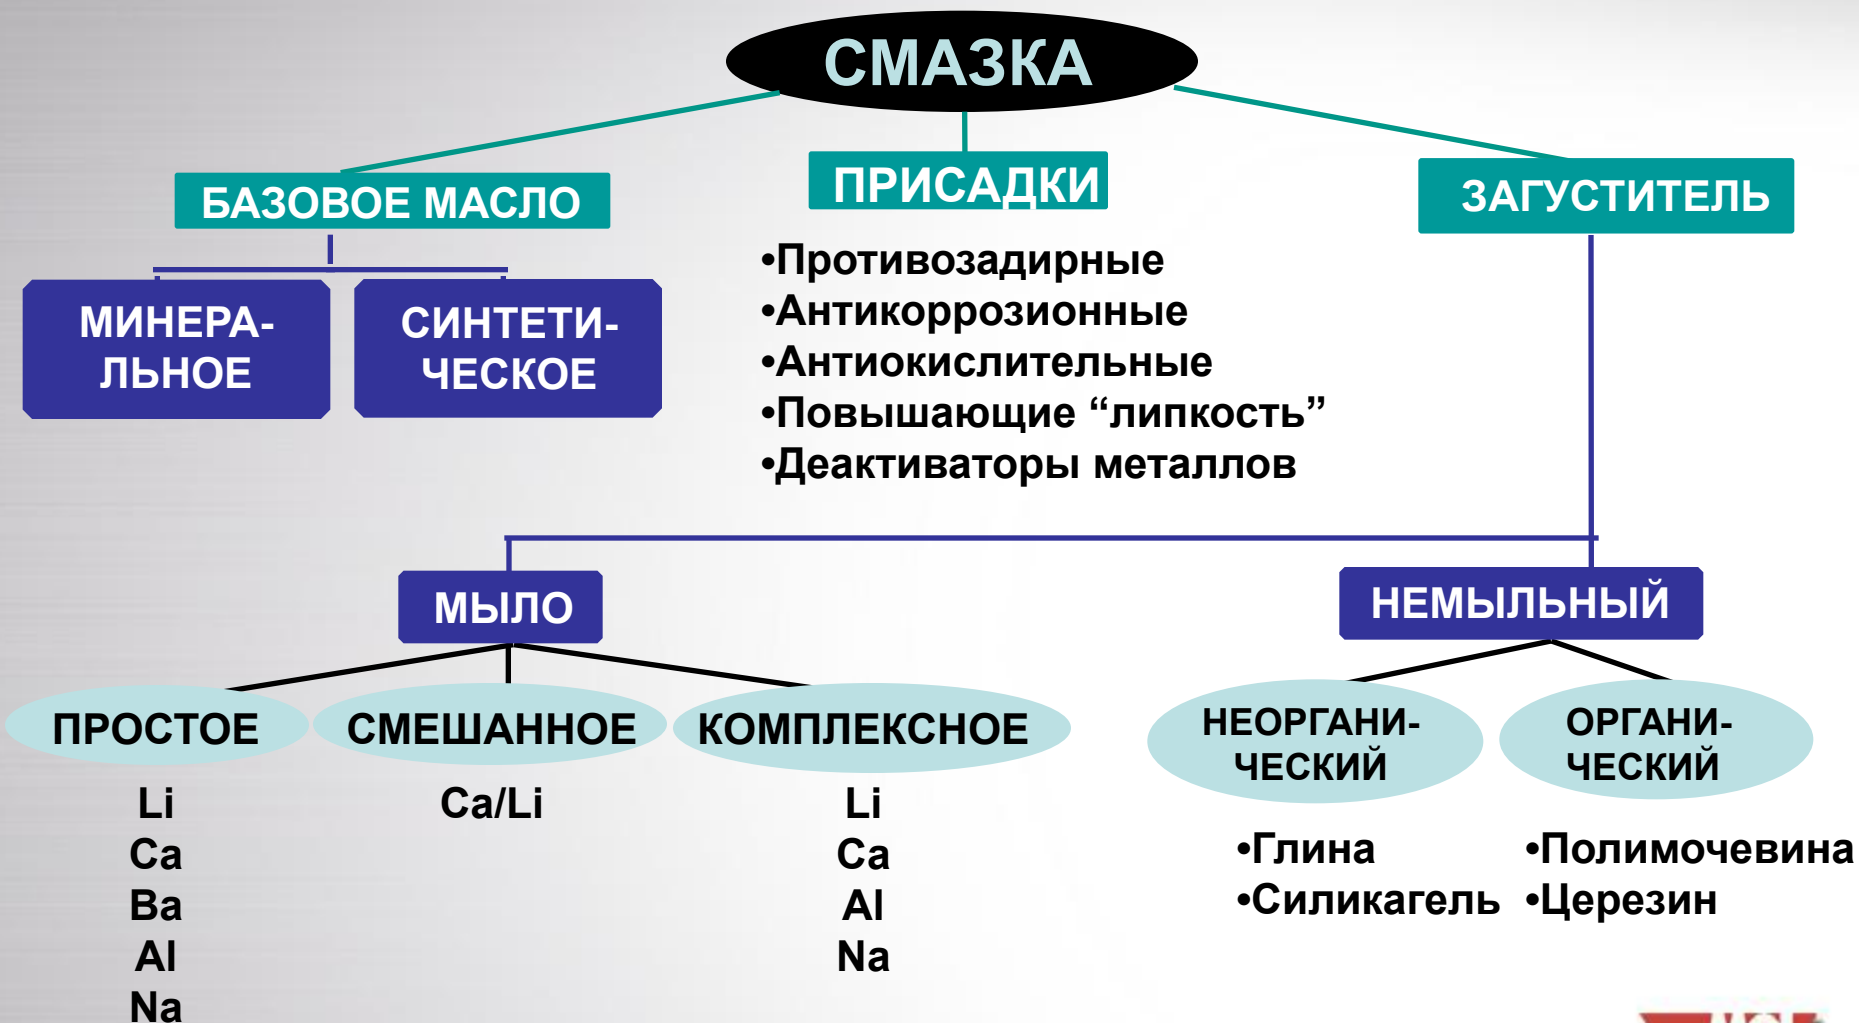 СМАЗКА
БАЗОВОЕ МАСЛО
ПРИСАДКИ
ЗАГУСТИТЕЛЬ
МИНЕРА-
ЛЬНОЕ
СИНТЕТИ-
ЧЕСКОЕ
•Противозадирные
•Антикоррозионные
•Антиокислительные
•Повышающие “липкость”
•Деактиваторы металлов
МЫЛО
НЕМЫЛЬНЫЙ
ПРОСТОЕ
СМЕШАННОЕ
КОМПЛЕКСНОЕ
НЕОРГАНИ-
ЧЕСКИЙ
ОРГАНИ-
ЧЕСКИЙ
Li
Ca
Ba
Al
Na
Ca/Li
Li
Ca
Al
Na
•Глина
•Силикагель
•Полимочевина
•Церезин